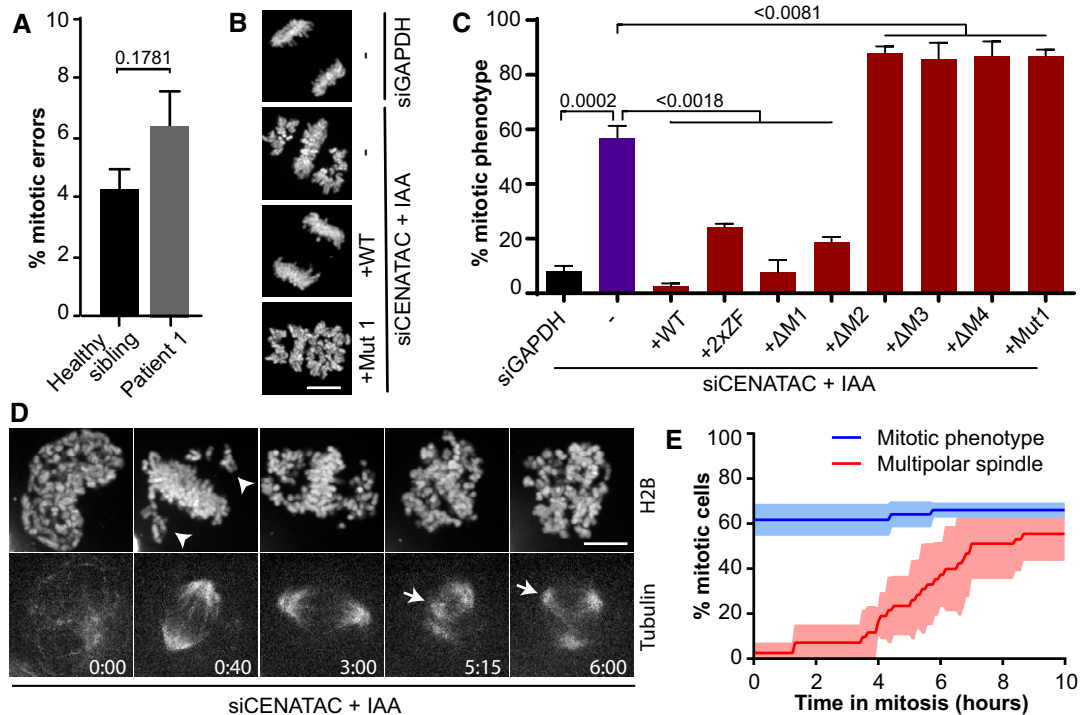 A
% mitotic errors
10
8
6
4
2
0
0.1781
Healthy
sibling
Patient 1
B
-
siGAPDH
-
+WT
+Mut 1
siCENATAC + IAA
C
% mitotic phenotype
100
80
60
40
20
0
<0.0081
0.0002
<0.0018
siGAPDH
-
+WT
+2xZF
+ΔM1
+ΔM2
+ΔM3
+ΔM4
+Mut1
siCENATAC + IAA
D
H2B
Tubulin
0:00
0:40
3:00
5:15
6:00
siCENATAC + IAA
E
Mitotic phenotype
Multipolar spindle
% mitotic cells
100
80
60
40
20
0
0 2 4 6 8 10
Time in mitosis (hours)